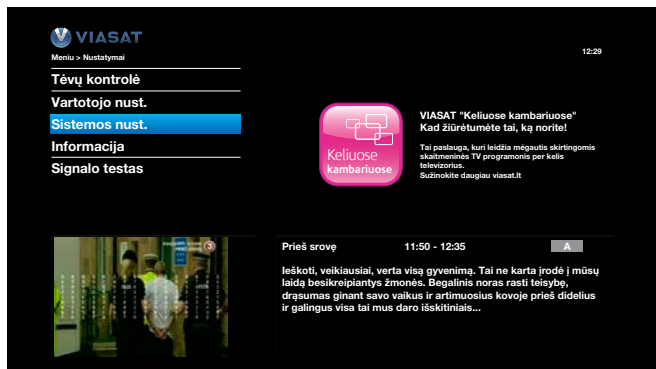 VIASAT
Meniu > Nustatymai
12:29
Tėvų kontrolė
Vartotojo nust.
Sistemos nust.
Informacija
Signalo testas
Keliuose
kambariuose
VIASAT "Keliuose kambariuose"
Kad žiūrėtumėte tai, ką norite!
Tai paslauga, kuri leidžia mėgautis skirtingomis
skaitmeninės TV programonis per kelis
televizorius.
Sužinokite daugiau viasat.lt
3
Prieš srovę 11:50 - 12:35 A
Ieškoti, veikiausiai, verta visą gyvenimą. Tai ne karta įrodė į mūsų
laidą besikreipiantys žmonės. Begalinis noras rasti teisybę,
drąsumas ginant savo vaikus ir artimuosius kovoje prieš didelius
ir galingus visa tai mus daro išskitiniais...